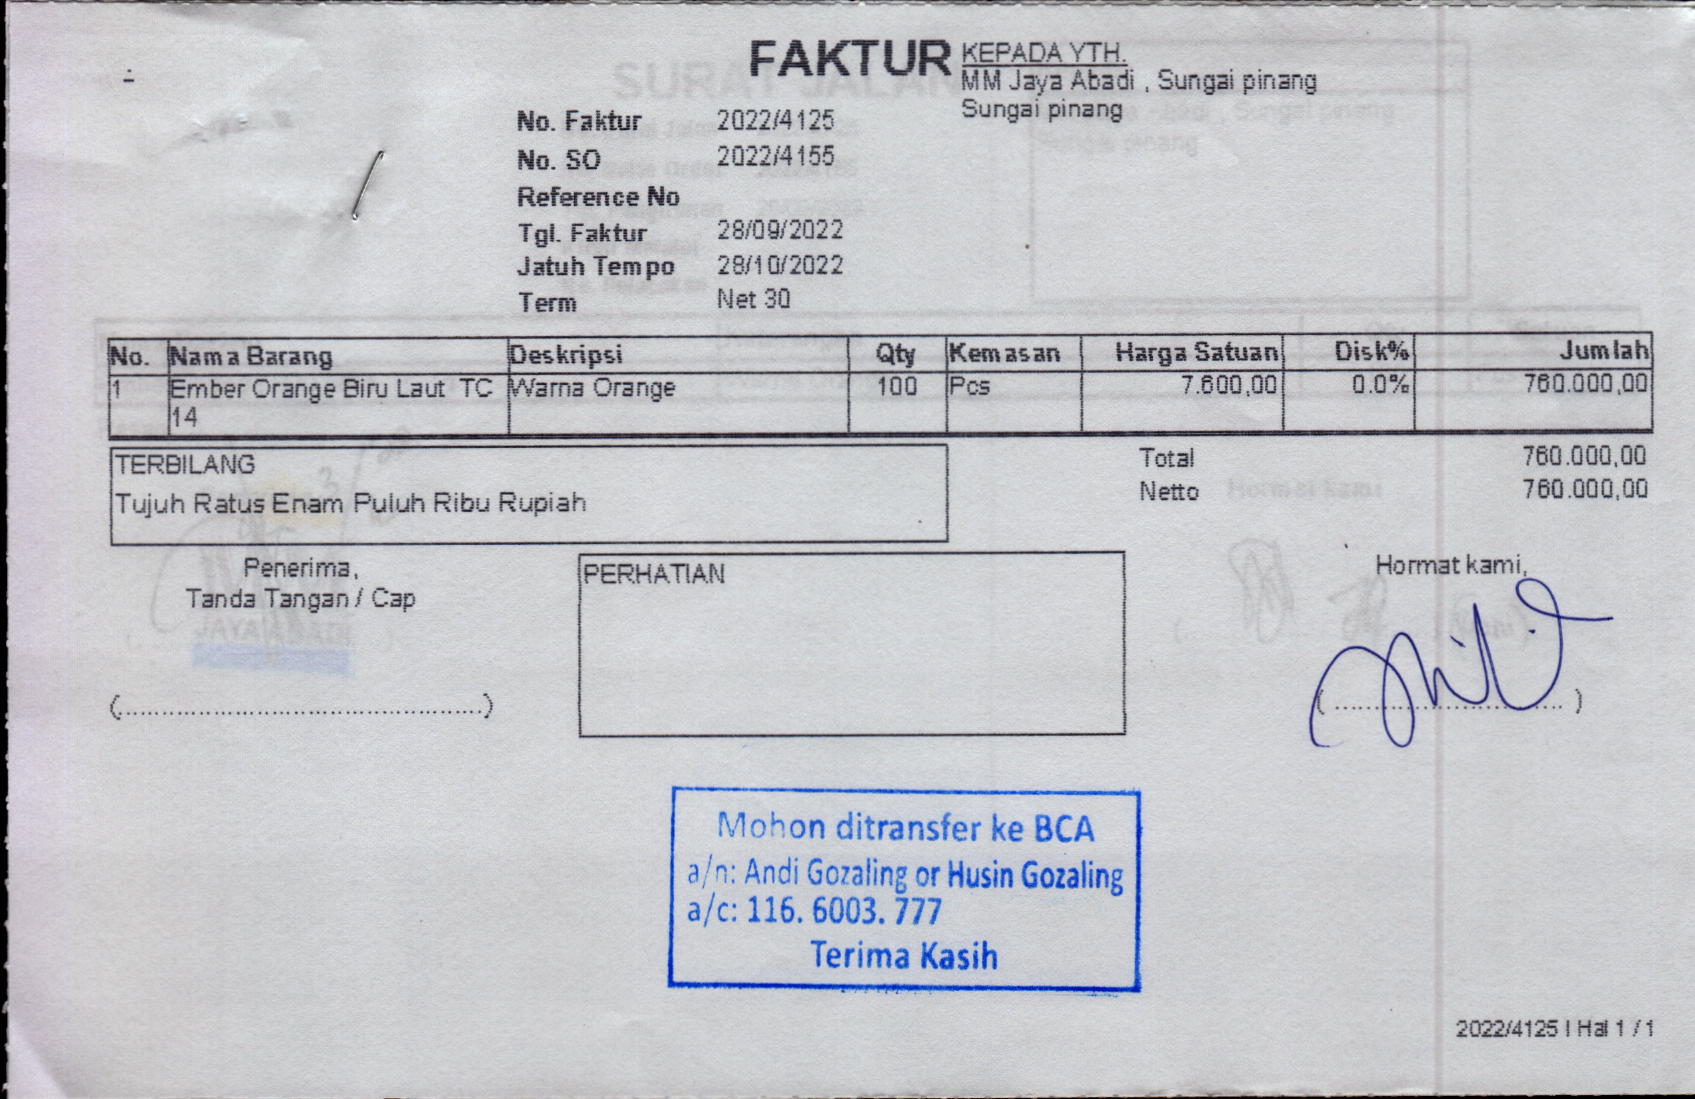 FAKTUR
KEPADA YTH.
MM Jaya Abadi , Sungai pinang
Sungai pinang
No. Faktur 2022/4125
No. SO 2022/4155
Reference No
Tgl. Faktur 28/09/2022
Jatuh Tempo 28/10/2022
Term Net 30
No. Nama Barang Deskripsi Qty Kemasan Harga Satuan Disk% Jumlah
1 Ember Orange Biru Laut TC Warna Orange 100 Pcs 7.600,00 0.0% 760.000,00
14
TERBILANG
Tujuh Ratus Enam Puluh Ribu Rupiah
Total 760.000,00
Netto 760.000,00
Penerima,
Tanda Tangan / Cap
(................................................)
PERHATIAN
Hormat kami,
( .............................. )
Mohon ditransfer ke BCA
a/n: Andi Gozaling or Husin Gozaling
a/c: 116. 6003. 777
Terima Kasih
2022/4125 | Hal 1 / 1